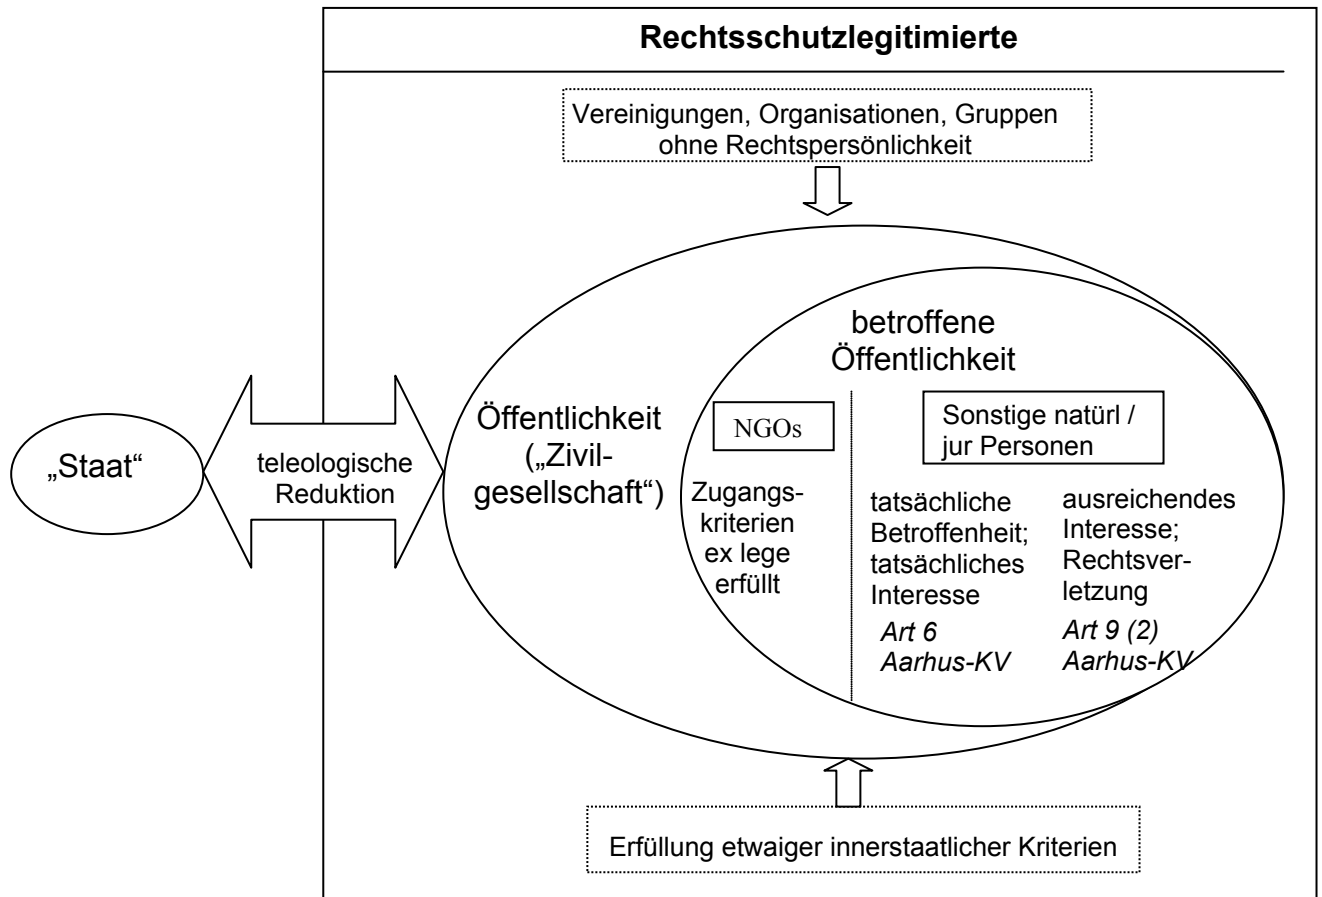 Rechtsschutzlegitimierte
Vereinigungen, Organisationen, Gruppen
ohne Rechtspersönlichkeit
„Staat“
teleologische
Reduktion
Öffentlichkeit
(„Zivil-
gesellschaft“)
betroffene
Öffentlichkeit
NGOs
Zugangs-
kriterien
ex lege
erfüllt
Sonstige natürl /
jur Personen
tatsächliche
Betroffenheit;
tatsächliches
Interesse
Art 6
Aarhus-KV
ausreichendes
Interesse;
Rechtsver-
letzung
Art 9 (2)
Aarhus-KV
Erfüllung etwaiger innerstaatlicher Kriterien